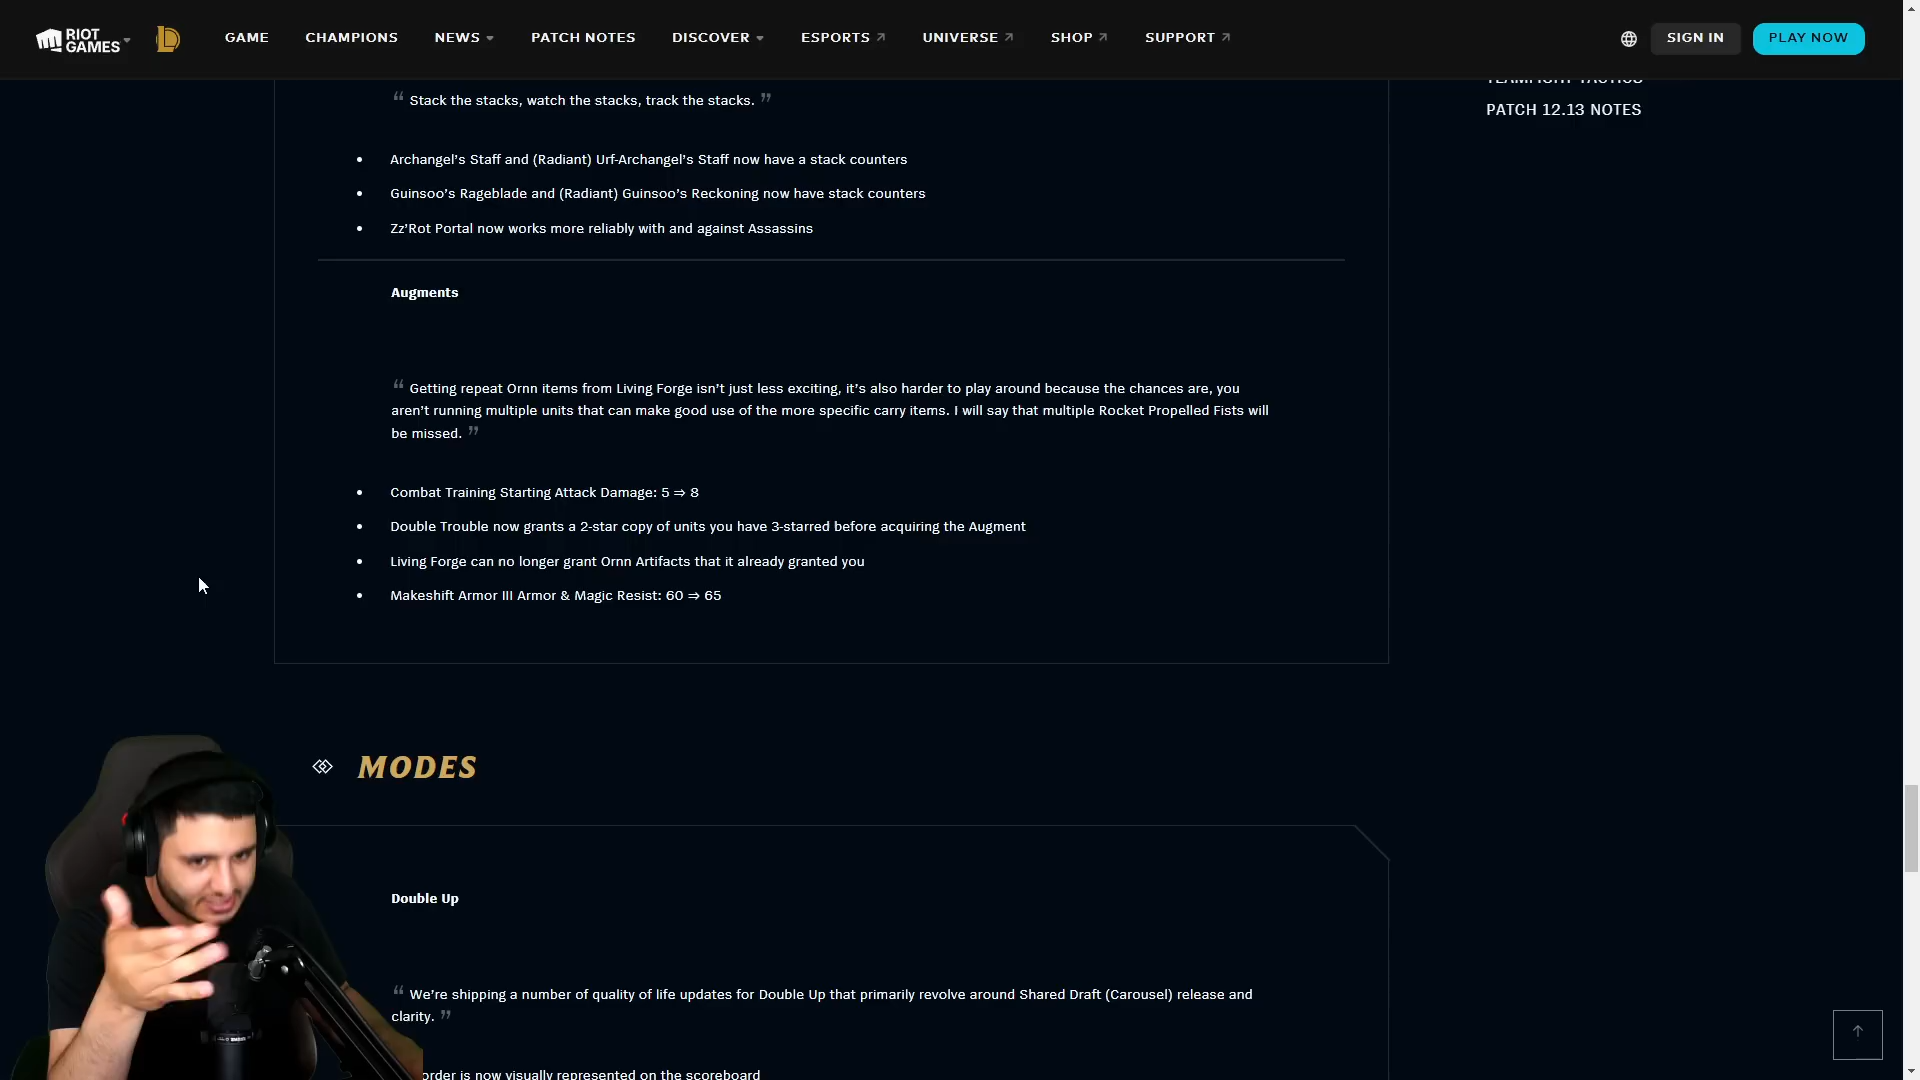 RIOT GAMES
GAME CHAMPIONS NEWS PATCH NOTES DISCOVER ESPORTS UNIVERSE SHOP SUPPORT SIGN IN PLAY NOW
TEAMFIGHT TACTICS
PATCH 12.13 NOTES
“ Stack the stacks, watch the stacks, track the stacks. ”
• Archangel’s Staff and (Radiant) Urf-Archangel’s Staff now have a stack counters
• Guinsoo’s Rageblade and (Radiant) Guinsoo’s Reckoning now have stack counters
• Zz’Rot Portal now works more reliably with and against Assassins
Augments
“ Getting repeat Ornn items from Living Forge isn’t just less exciting, it’s also harder to play around because the chances are, you
aren’t running multiple units that can make good use of the more specific carry items. I will say that multiple Rocket Propelled Fists will
be missed. ”
• Combat Training Starting Attack Damage: 5 ⇒ 8
• Double Trouble now grants a 2-star copy of units you have 3-starred before acquiring the Augment
• Living Forge can no longer grant Ornn Artifacts that it already granted you
• Makeshift Armor III Armor & Magic Resist: 60 ⇒ 65
MODES
Double Up
“ We’re shipping a number of quality of life updates for Double Up that primarily revolve around Shared Draft (Carousel) release and
clarity. ”
order is now visually represented on the scoreboard